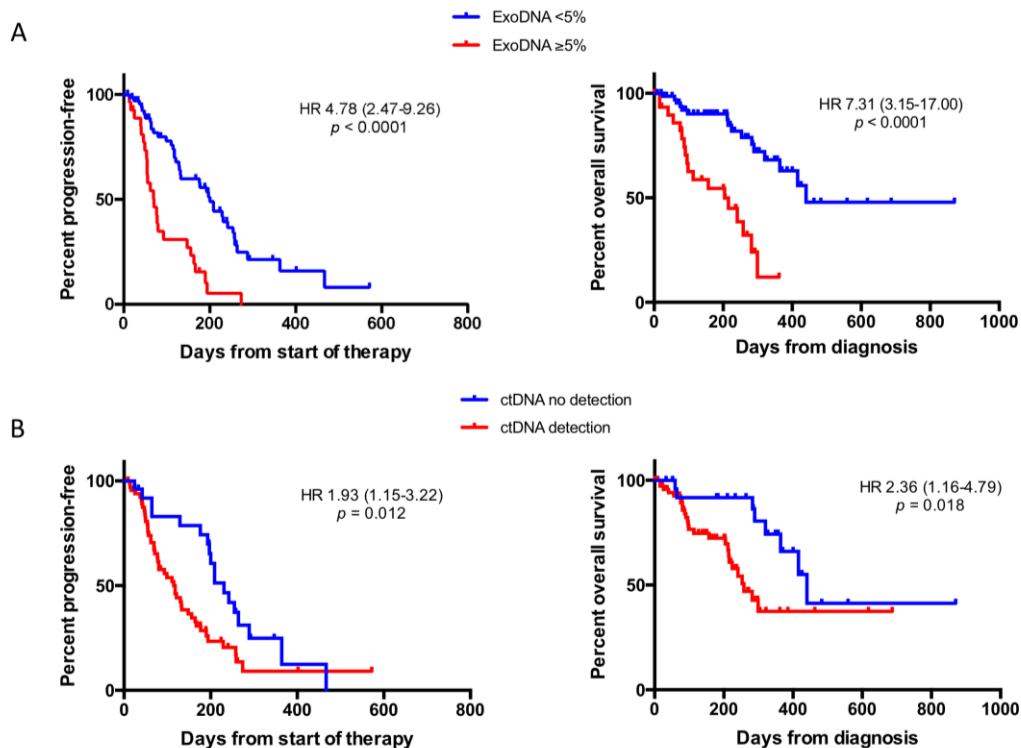 A
ExoDNA <5%
ExoDNA ≥5%
Percent progression-free
100
50
0
HR 4.78 (2.47-9.26)
p < 0.0001
0 200 400 600 800
Days from start of therapy
Percent overall survival
100
50
0
HR 7.31 (3.15-17.00)
p < 0.0001
0 200 400 600 800 1000
Days from diagnosis
B
ctDNA no detection
ctDNA detection
Percent progression-free
100
50
0
HR 1.93 (1.15-3.22)
p = 0.012
0 200 400 600 800
Days from start of therapy
Percent overall survival
100
50
0
HR 2.36 (1.16-4.79)
p = 0.018
0 200 400 600 800 1000
Days from diagnosis